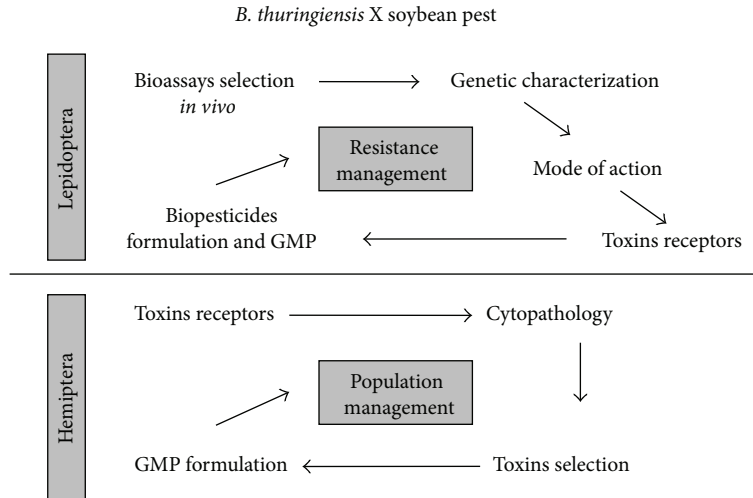 B. thuringiensis X soybean pest
Lepidoptera
Bioassays selection
in vivo
Genetic characterization
Resistance
management
Mode of action
Biopesticides
formulation and GMP
Toxins receptors
Hemiptera
Toxins receptors
Cytopathology
Population
management
GMP formulation
Toxins selection